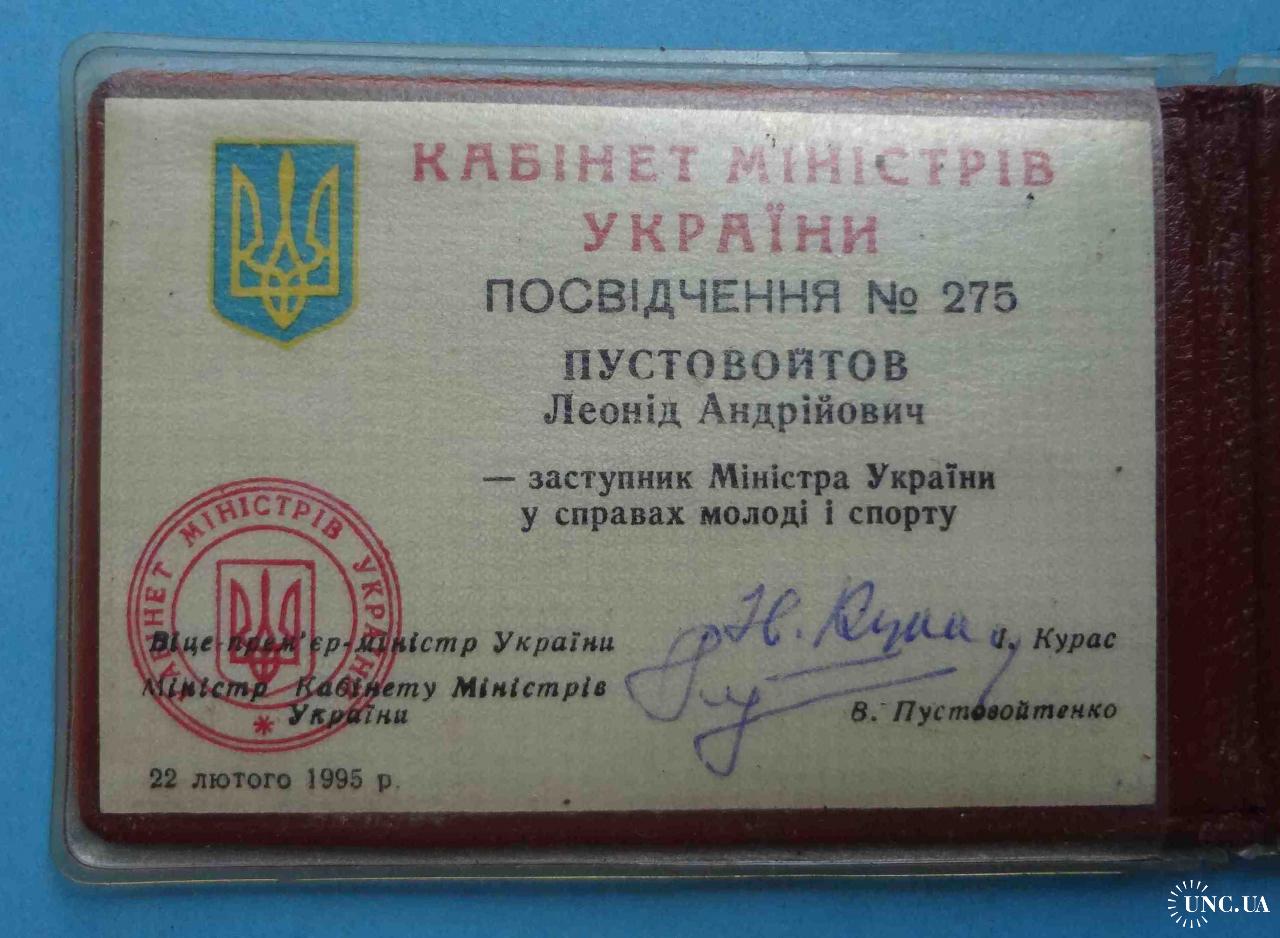 КАБІНЕТ МІНІСТРІВ
УКРАЇНИ
ПОСВІДЧЕННЯ № 275
ПУСТОВОЙТОВ
Леонід Андрійович
— заступник Міністра України
у справах молоді і спорту
КАБІНЕТ МІНІСТРІВ УКРАЇНИ
Віце-прем'єр-міністр України
І. Курас
Міністр Кабінету Міністрів
України
В. Пустовойтенко
22 лютого 1995 р.
UNC.UA